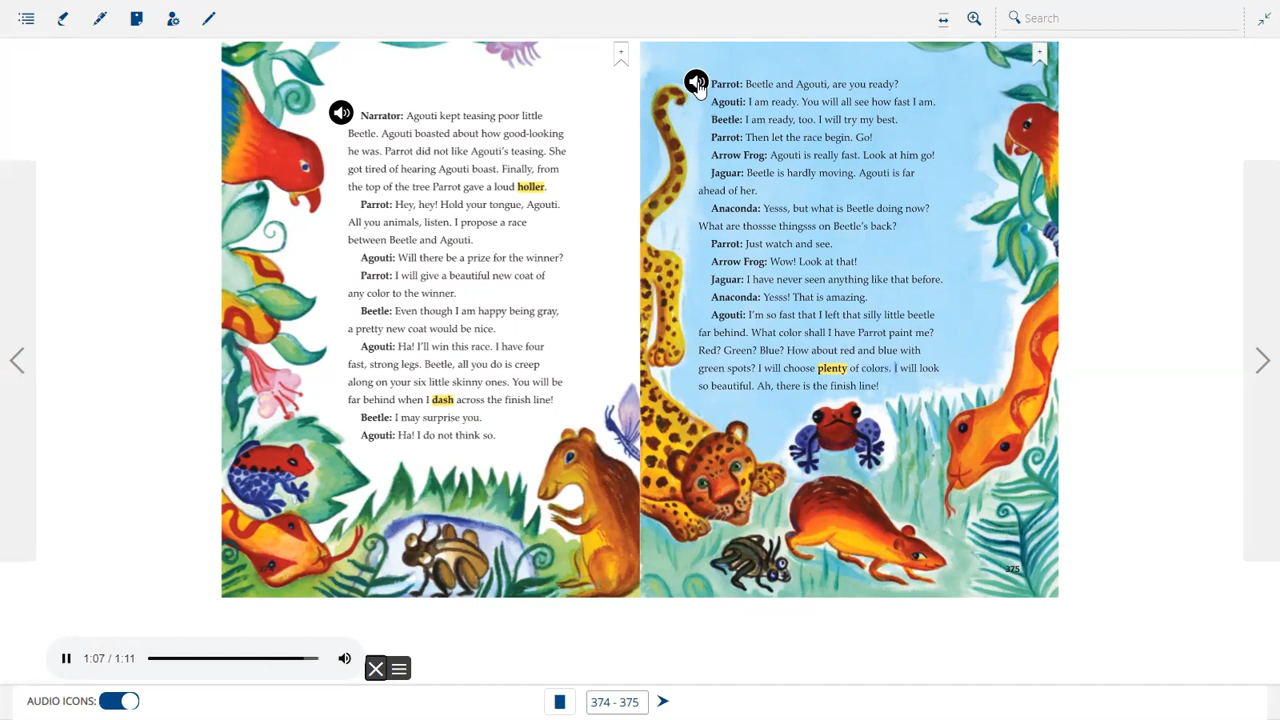 Search
Narrator: Agouti kept teasing poor little
Beetle. Agouti boasted about how good-looking
he was. Parrot did not like Agouti's teasing. She
got tired of hearing Agouti boast. Finally, from
the top of the tree Parrot gave a loud holler.
Parrot: Hey, hey! Hold your tongue, Agouti.
All you animals, listen. I propose a race
between Beetle and Agouti.
Agouti: Will there be a prize for the winner?
Parrot: I will give a beautiful new coat of
any color to the winner.
Beetle: Even though I am happy being gray,
a pretty new coat would be nice.
Agouti: Ha! I'll win this race. I have four
fast, strong legs. Beetle, all you do is creep
along on your six little skinny ones. You will be
far behind when I dash across the finish line!
Beetle: I may surprise you.
Agouti: Ha! I do not think so.
Parrot: Beetle and Agouti, are you ready?
Agouti: I am ready. You will all see how fast I am.
Beetle: I am ready, too. I will try my best.
Parrot: Then let the race begin. Go!
Arrow Frog: Agouti is really fast. Look at him go!
Jaguar: Beetle is hardly moving. Agouti is far
ahead of her.
Anaconda: Yesss, but what is Beetle doing now?
What are thossse thingsss on Beetle's back?
Parrot: Just watch and see.
Arrow Frog: Wow! Look at that!
Jaguar: I have never seen anything like that before.
Anaconda: Yesss! That is amazing.
Agouti: I'm so fast that I left that silly little beetle
far behind. What color shall I have Parrot paint me?
Red? Green? Blue? How about red and blue with
green spots? I will choose plenty of colors. I will look
so beautiful. Ah, there is the finish line!
375
1:07 / 1:11
AUDIO ICONS:
374 - 375